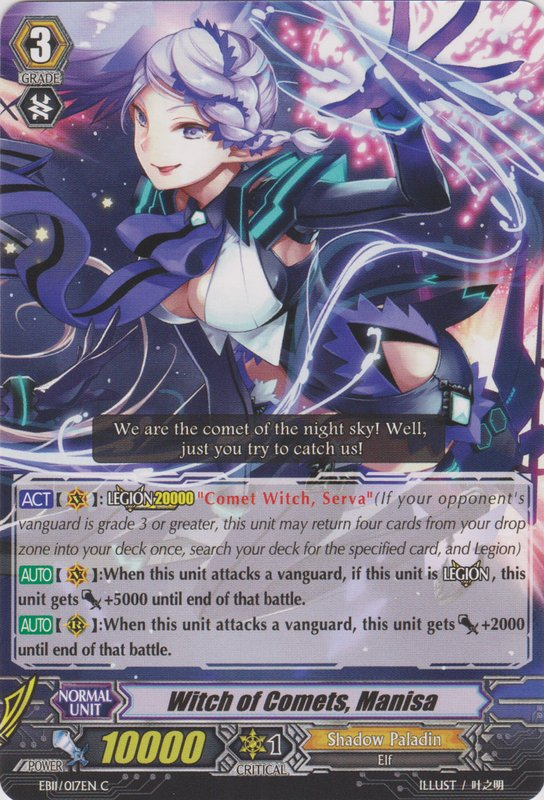 3
GRADE
We are the comet of the night sky! Well,
just you try to catch us!
ACT【 】: LEGION 20000 "Comet Witch, Serva"(If your opponent's
vanguard is grade 3 or greater, this unit may return four cards from your drop
zone into your deck once, search your deck for the specified card, and Legion)
AUTO【 V 】:When this unit attacks a vanguard, if this unit is LEGION, this
unit gets +5000 until end of that battle.
AUTO【 R 】:When this unit attacks a vanguard, this unit gets +2000
until end of that battle.
NORMAL
UNIT
Witch of Comets, Manisa
POWER
10000
1
CRITICAL
Shadow Paladin
Elf
EB11/017EN C
ILLUST / 叶之明